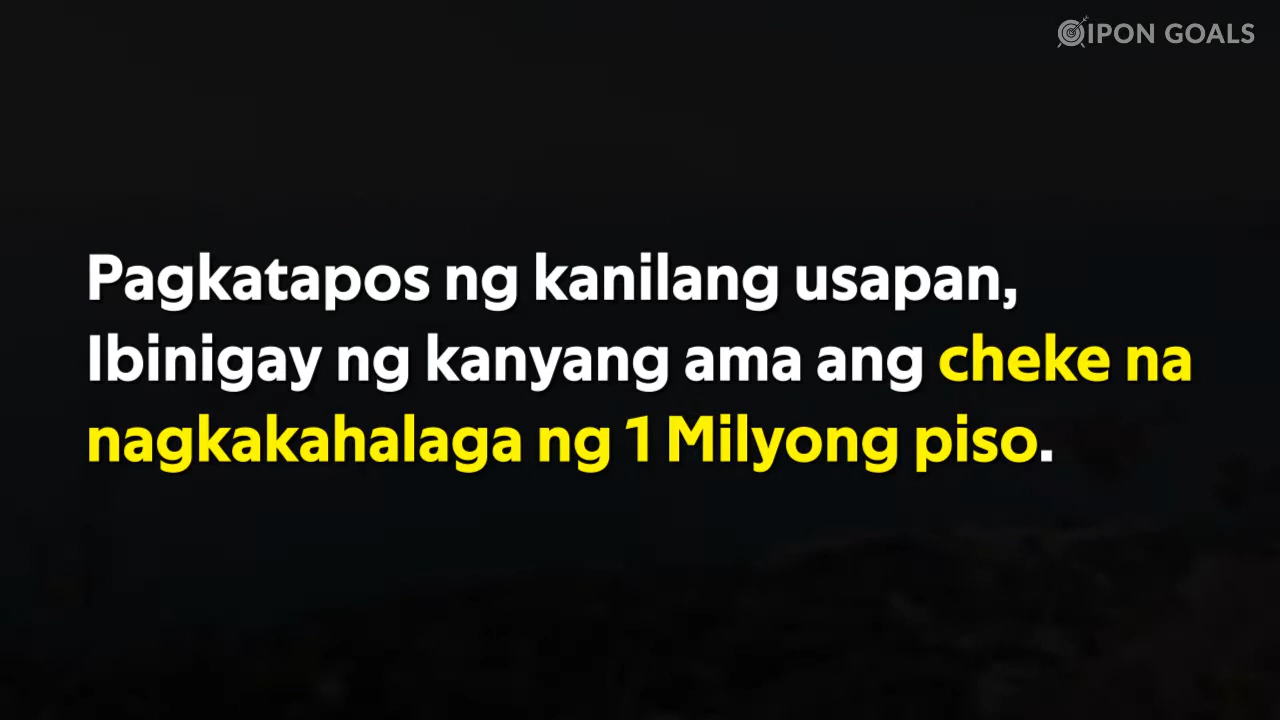 IPON GOALS
Pagkatapos ng kanilang usapan,
Ibinigay ng kanyang ama ang cheke na
nagkakahalaga ng 1 Milyong piso.